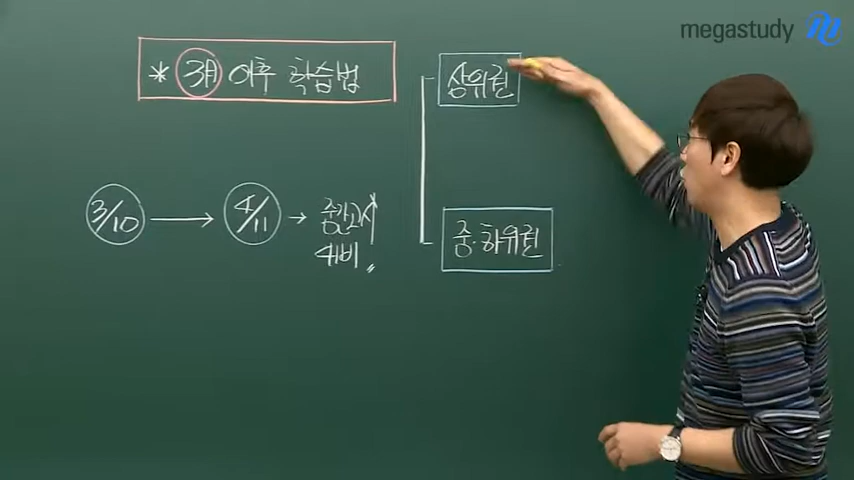 megastudy
* 3月 이후 학습법
상위권
3/10 → 4/11 → 중간고사
대비
중·하위권